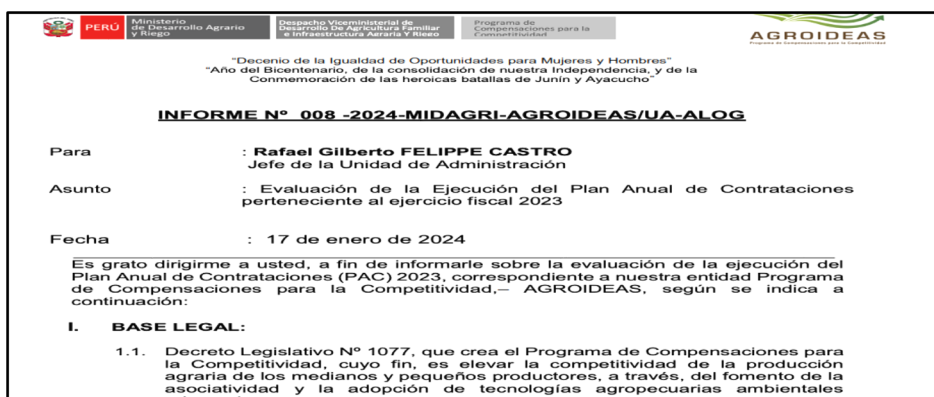 PERÚ
Ministerio
de Desarrollo Agrario
y Riego
Despacho Viceministerial de
Desarrollo De Agricultura Familiar
e Infraestructura Agraria Y Riego
Programa de
Compensaciones para la
Competitividad
AGROIDEAS
Programa de Compensaciones para la Competitividad
"Decenio de la Igualdad de Oportunidades para Mujeres y Hombres"
"Año del Bicentenario, de la consolidación de nuestra Independencia, y de la
Conmemoración de las heroicas batallas de Junín y Ayacucho"
INFORME Nº 008 -2024-MIDAGRI-AGROIDEAS/UA-ALOG
Para : Rafael Gilberto FELIPPE CASTRO
Jefe de la Unidad de Administración
Asunto : Evaluación de la Ejecución del Plan Anual de Contrataciones
perteneciente al ejercicio fiscal 2023
Fecha : 17 de enero de 2024
Es grato dirigirme a usted, a fin de informarle sobre la evaluación de la ejecución del
Plan Anual de Contrataciones (PAC) 2023, correspondiente a nuestra entidad Programa
de Compensaciones para la Competitividad,– AGROIDEAS, según se indica a
continuación:
I. BASE LEGAL:
1.1. Decreto Legislativo Nº 1077, que crea el Programa de Compensaciones para
la Competitividad, cuyo fin, es elevar la competitividad de la producción
agraria de los medianos y pequeños productores, a través, del fomento de la
asociatividad y la adopción de tecnologías agropecuarias ambientales